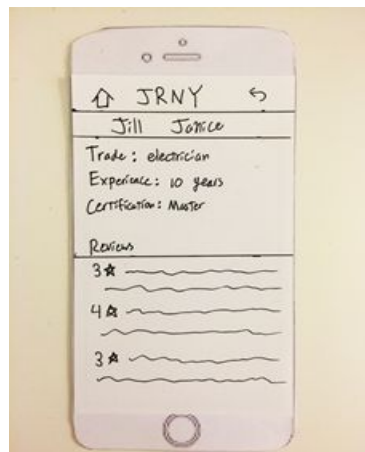 JRNY
Jill Janice
Trade: electrician
Experience: 10 years
Certification: Master
Reviews
3★
4★
3★